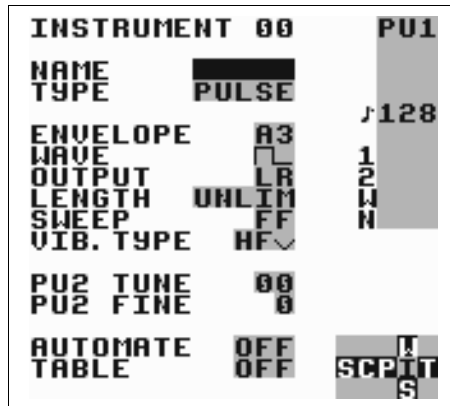 INSTRUMENT 00 PU1
NAME
TYPE PULSE
♪128
ENVELOPE A3
WAVE 1
OUTPUT LR 2
LENGTH UNLIM W
SWEEP FF N
VIB. TYPE HF
PU2 TUNE 00
PU2 FINE 0
AUTOMATE OFF W
TABLE OFF SCPIT
S